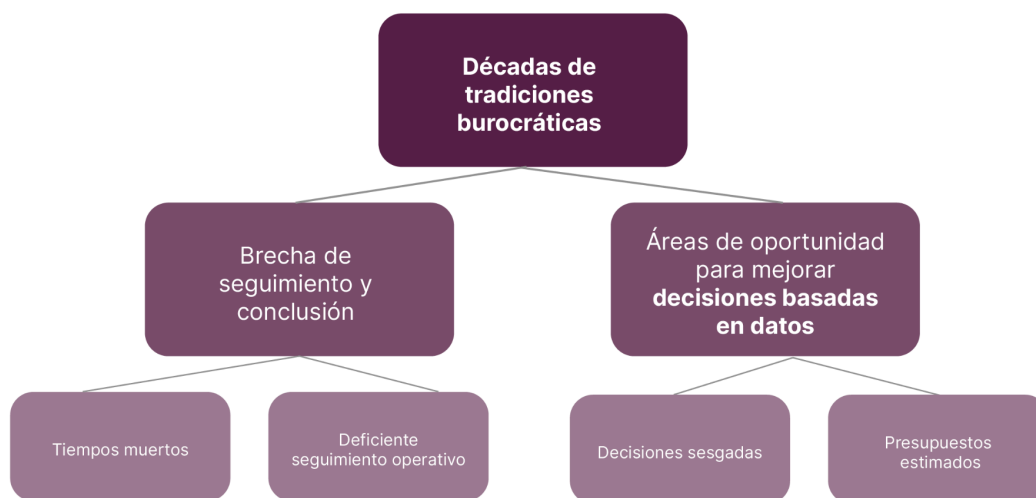 Décadas de
tradiciones
burocráticas
Brecha de
seguimiento y
conclusión
Áreas de oportunidad
para mejorar
decisiones basadas
en datos
Tiempos muertos
Deficiente
seguimiento operativo
Decisiones sesgadas
Presupuestos
estimados